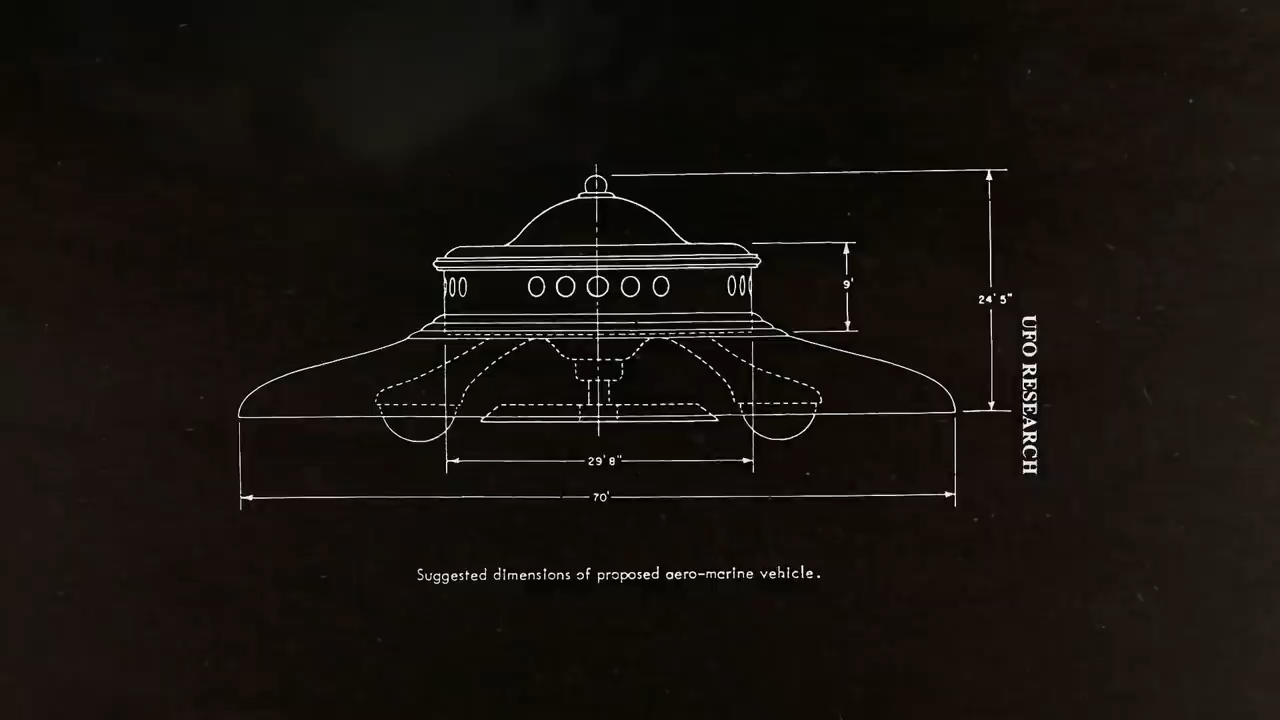 9'
24' 5"
UFO RESEARCH
29' 8"
70'
Suggested dimensions of proposed aero-marine vehicle.